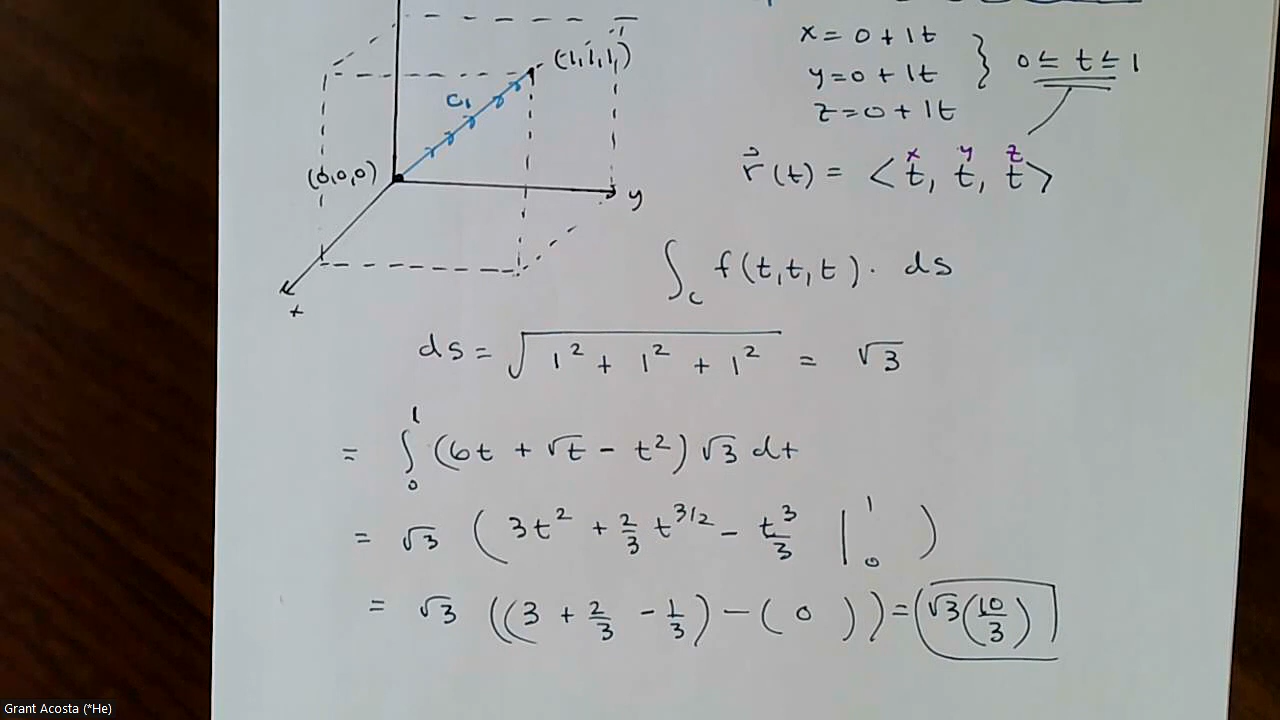 x = 0 + 1t
y = 0 + 1t } 0 ≤ t ≤ 1
z = 0 + 1t
(1,1,1)
C₁
(0,0,0)
y
x
x y z
r⃗(t) = <t, t, t>
∫_C f(t,t,t) · ds
ds = √(1² + 1² + 1²) = √3
= ∫₀¹ (6t + √t - t²) √3 dt
= √3 ( 3t² + 2/3 t^3/2 - t³/3 |₀¹ )
= √3 ((3 + 2/3 - 1/3) - ( 0 )) = √3 (10/3)
Grant Acosta (*He)